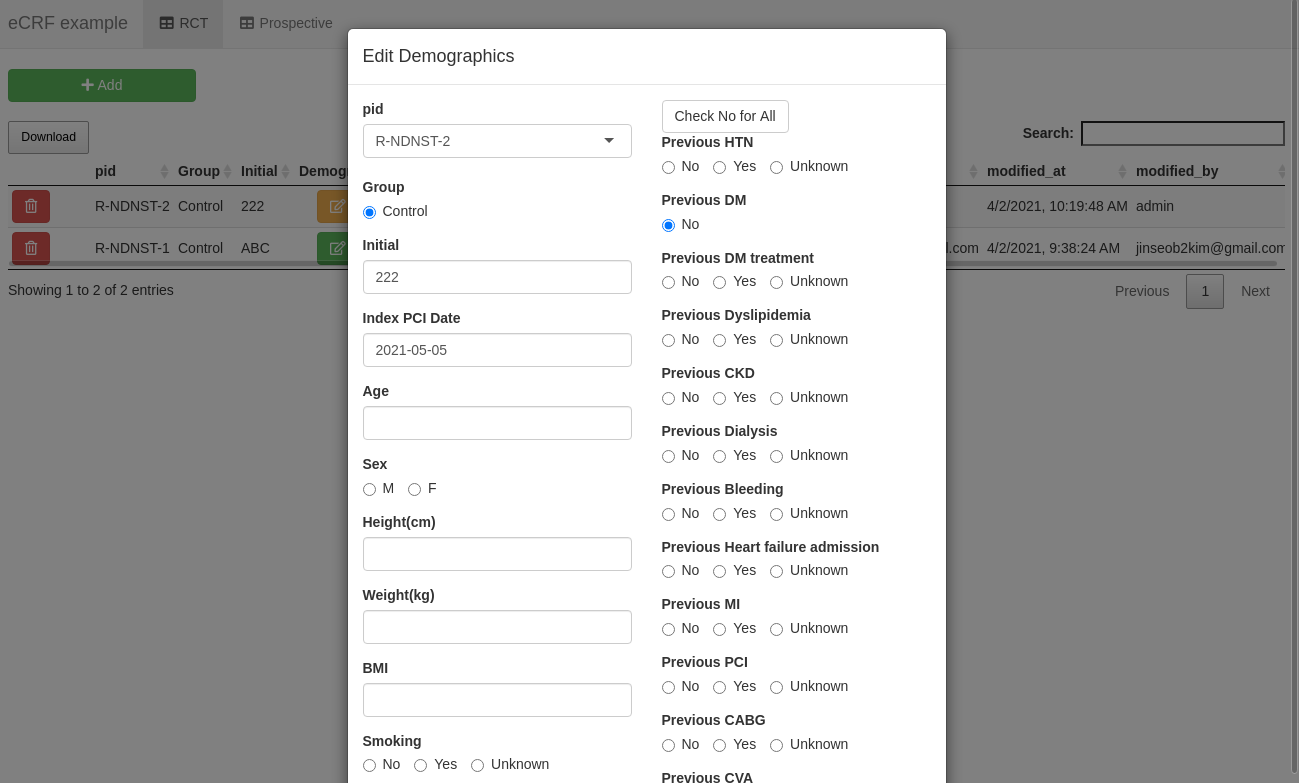 eCRF example
RCT
Prospective
Add
Download
Search:
pid Group Initial Demog
modified_at modified_by
R-NDNST-2 Control 222
4/2/2021, 10:19:48 AM admin
R-NDNST-1 Control ABC
l.com 4/2/2021, 9:38:24 AM jinseob2kim@gmail.com
Showing 1 to 2 of 2 entries
Previous 1 Next
Edit Demographics
pid
R-NDNST-2
Group
Control
Initial
222
Index PCI Date
2021-05-05
Age
Sex
M F
Height(cm)
Weight(kg)
BMI
Smoking
No Yes Unknown
Check No for All
Previous HTN
No Yes Unknown
Previous DM
No
Previous DM treatment
No Yes Unknown
Previous Dyslipidemia
No Yes Unknown
Previous CKD
No Yes Unknown
Previous Dialysis
No Yes Unknown
Previous Bleeding
No Yes Unknown
Previous Heart failure admission
No Yes Unknown
Previous MI
No Yes Unknown
Previous PCI
No Yes Unknown
Previous CABG
No Yes Unknown
Previous CVA